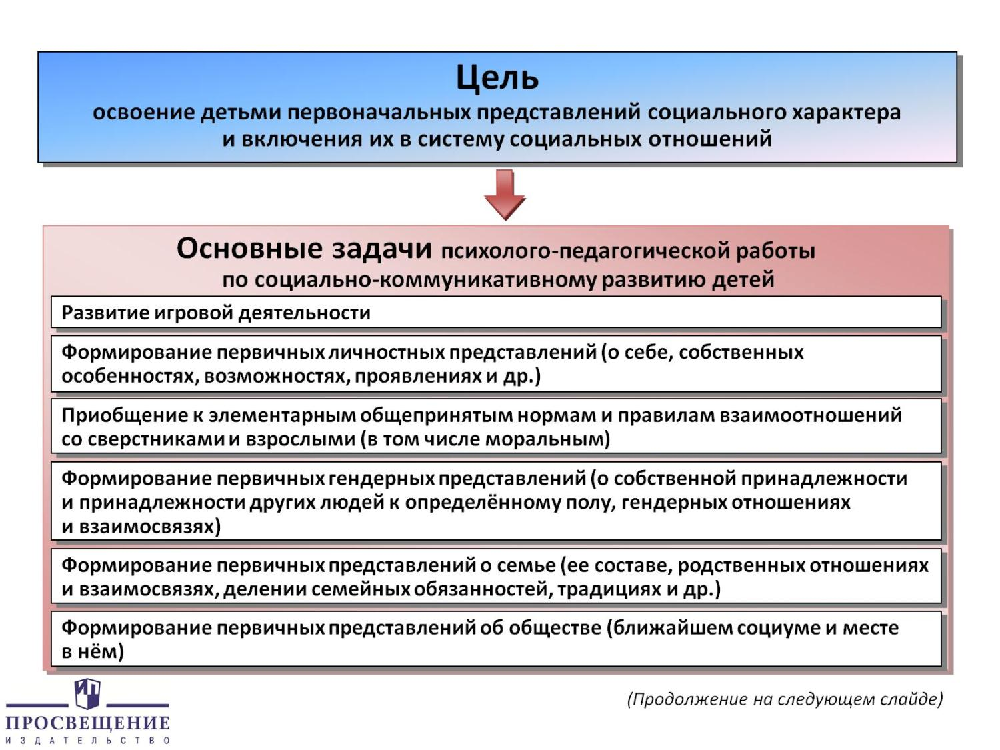 Цель
освоение детьми первоначальных представлений социального характера
и включения их в систему социальных отношений
Основные задачи психолого-педагогической работы
по социально-коммуникативному развитию детей
Развитие игровой деятельности
Формирование первичных личностных представлений (о себе, собственных
особенностях, возможностях, проявлениях и др.)
Приобщение к элементарным общепринятым нормам и правилам взаимоотношений
со сверстниками и взрослыми (в том числе моральным)
Формирование первичных гендерных представлений (о собственной принадлежности
и принадлежности других людей к определённому полу, гендерных отношениях
и взаимосвязях)
Формирование первичных представлений о семье (ее составе, родственных отношениях
и взаимосвязях, делении семейных обязанностей, традициях и др.)
Формирование первичных представлений об обществе (ближайшем социуме и месте
в нём)
(Продолжение на следующем слайде)
ИП
ПРОСВЕЩЕНИЕ
ИЗДАТЕЛЬСТВО